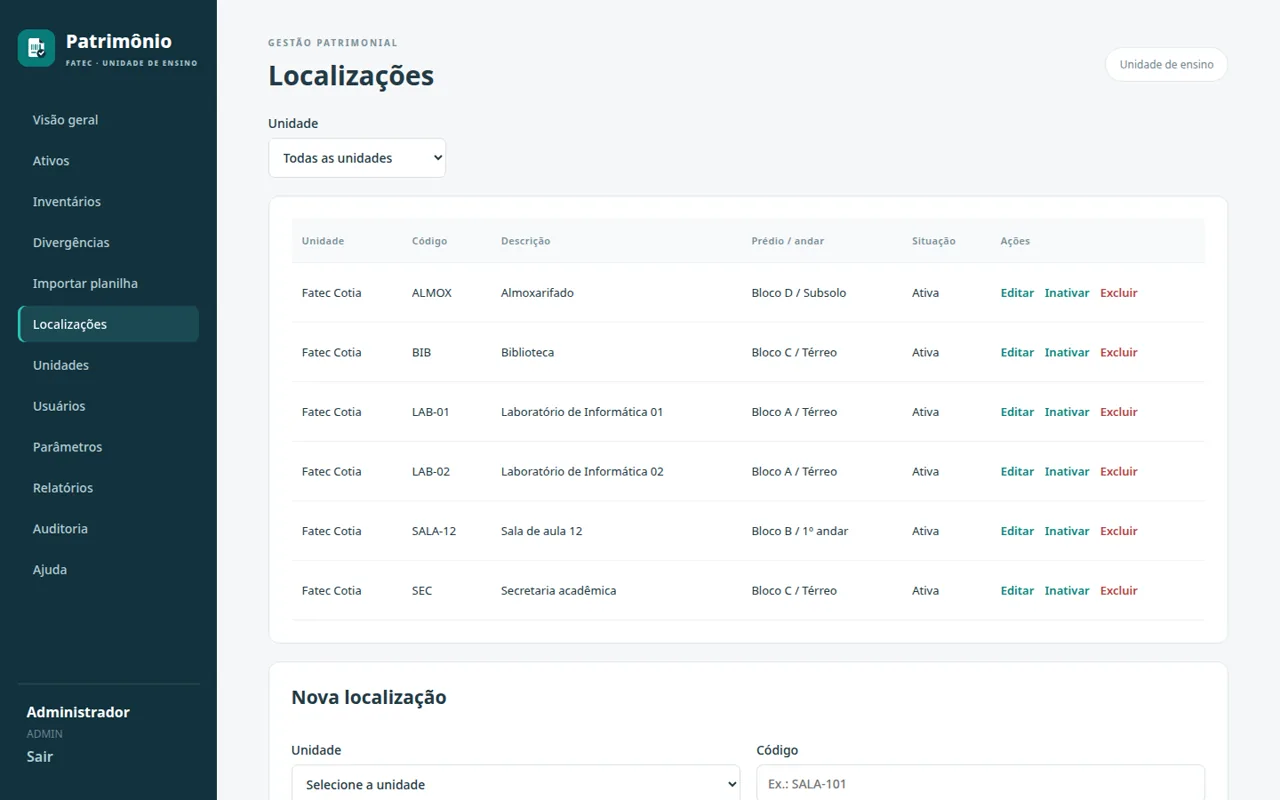 Patrimônio
FATEC · UNIDADE DE ENSINO
Visão geral
Ativos
Inventários
Divergências
Importar planilha
Localizações
Unidades
Usuários
Parâmetros
Relatórios
Auditoria
Ajuda
Administrador
ADMIN
Sair
GESTÃO PATRIMONIAL
Localizações
Unidade de ensino
Unidade
Todas as unidades
Unidade Código Descrição Prédio / andar Situação Ações
Fatec Cotia ALMOX Almoxarifado Bloco D / Subsolo Ativa Editar Inativar Excluir
Fatec Cotia BIB Biblioteca Bloco C / Térreo Ativa Editar Inativar Excluir
Fatec Cotia LAB-01 Laboratório de Informática 01 Bloco A / Térreo Ativa Editar Inativar Excluir
Fatec Cotia LAB-02 Laboratório de Informática 02 Bloco A / Térreo Ativa Editar Inativar Excluir
Fatec Cotia SALA-12 Sala de aula 12 Bloco B / 1º andar Ativa Editar Inativar Excluir
Fatec Cotia SEC Secretaria acadêmica Bloco C / Térreo Ativa Editar Inativar Excluir
Nova localização
Unidade Código
Selecione a unidade Ex.: SALA-101